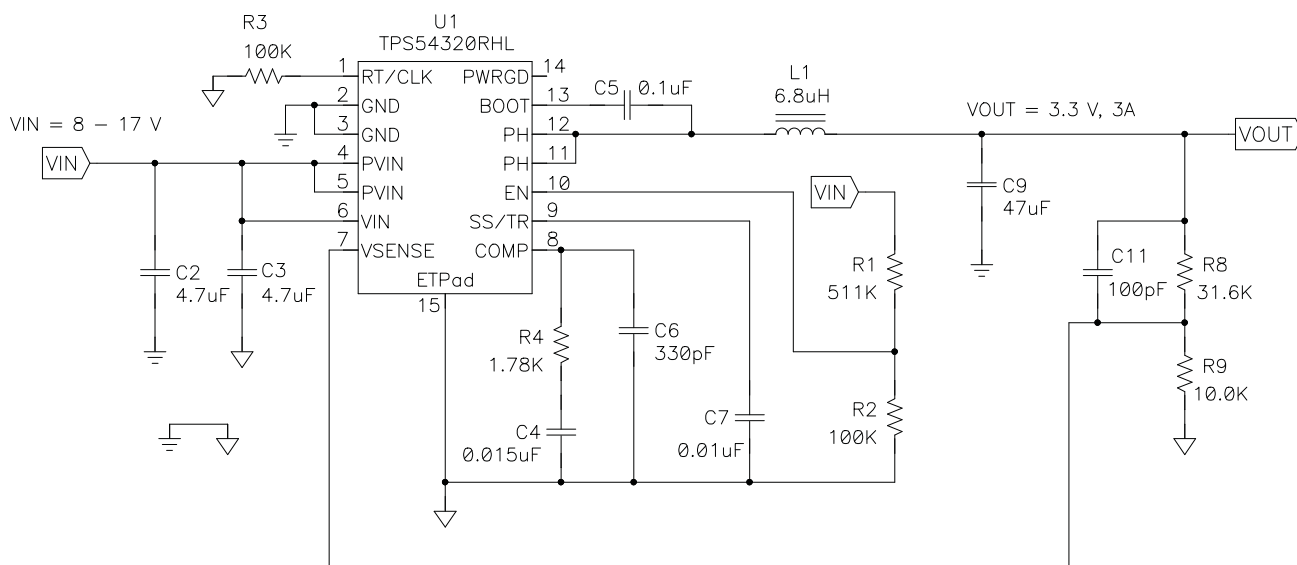 U1
TPS54320RHL
R3
100K
1
RT/CLK
2
GND
3
GND
4
PVIN
5
PVIN
6
VIN
7
VSENSE
PWRGD
14
BOOT
13
PH
12
PH
11
EN
10
SS/TR
9
COMP
8
ETPad
15
VIN = 8 - 17 V
VIN
C2
4.7uF
C3
4.7uF
C5
0.1uF
L1
6.8uH
VOUT = 3.3 V, 3A
VOUT
VIN
C9
47uF
R1
511K
C11
100pF
R8
31.6K
R4
1.78K
C6
330pF
R9
10.0K
C4
0.015uF
C7
0.01uF
R2
100K